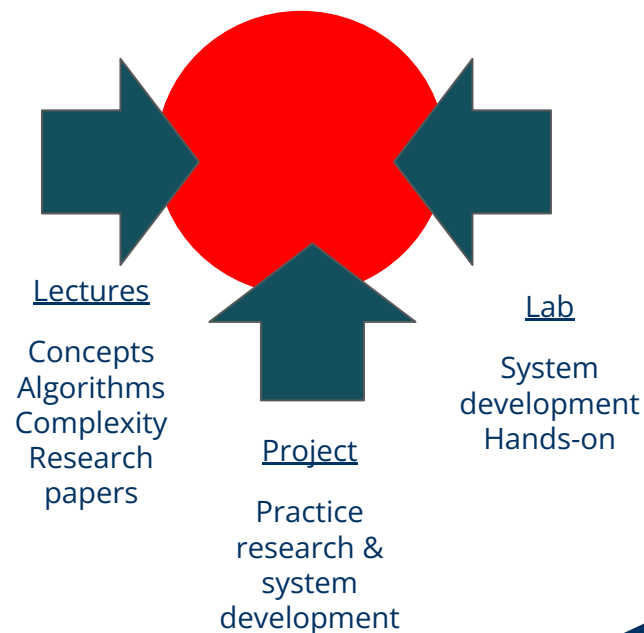 Lectures
Concepts
Algorithms
Complexity
Research
papers
Project
Practice
research &
system
development
Lab
System
development
Hands-on